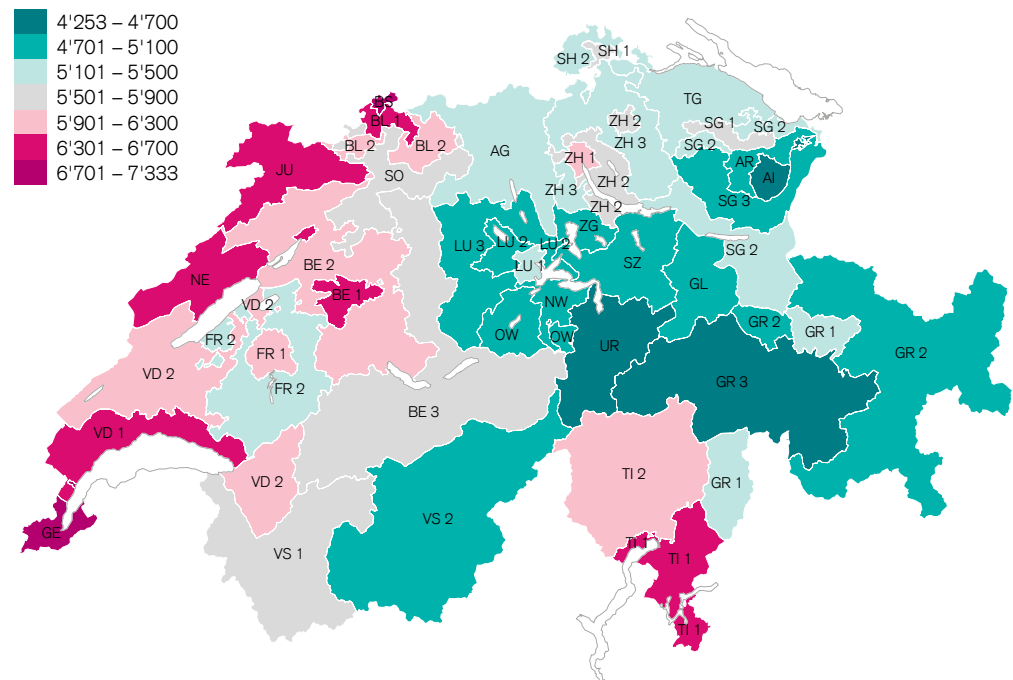 4'253 – 4'700
4'701 – 5'100
5'101 – 5'500
5'501 – 5'900
5'901 – 6'300
6'301 – 6'700
6'701 – 7'333
SH 1
SH 2
BS
TG
BL 1
ZH 2
SG 1
SG 2
BL 2
BL 2
AG
ZH 3
SG 2
ZH 1
AR
JU
SO
ZH 2
AI
ZH 3
ZH 2
SG 3
ZG
LU 3
LU 2
LU 2
SG 2
BE 2
LU 1
SZ
NE
GL
BE 1
VD 2
NW
GR 2
GR 1
FR 2
OW
OW
UR
FR 1
GR 2
VD 2
FR 2
GR 3
BE 3
VD 1
TI 2
VD 2
GR 1
VS 2
GE
TI 1
VS 1
TI 1
TI 1